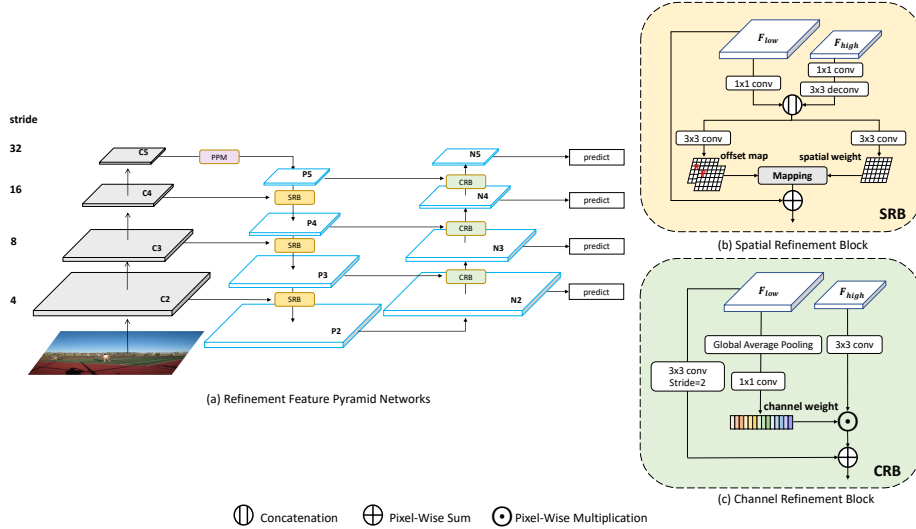 stride
32
16
8
4
C5
C4
C3
C2
PPM
SRB
SRB
SRB
P5
P4
P3
P2
CRB
CRB
CRB
N5
N4
N3
N2
predict
predict
predict
predict
(a) Refinement Feature Pyramid Networks
F_low
F_high
1x1 conv
1x1 conv
3x3 deconv
3x3 conv
3x3 conv
offset map
spatial weight
Mapping
SRB
(b) Spatial Refinement Block
F_low
F_high
Global Average Pooling
3x3 conv
3x3 conv
Stride=2
1x1 conv
channel weight
CRB
(c) Channel Refinement Block
Concatenation
Pixel-Wise Sum
Pixel-Wise Multiplication